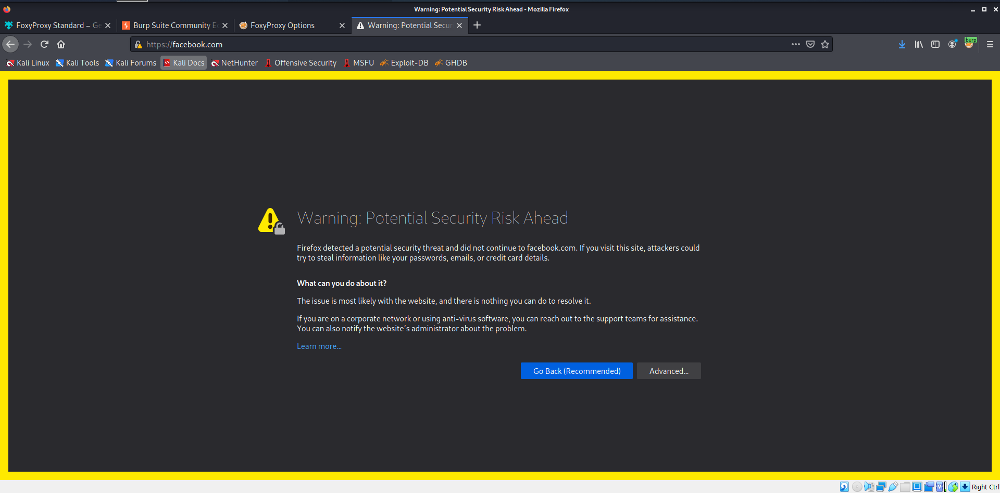 Warning: Potential Security Risk Ahead - Mozilla Firefox
FoxyProxy Standard – Ge
Burp Suite Community E
FoxyProxy Options
Warning: Potential Secur
https://facebook.com
burp
Kali Linux
Kali Tools
Kali Forums
Kali Docs
NetHunter
Offensive Security
MSFU
Exploit-DB
GHDB
Warning: Potential Security Risk Ahead
Firefox detected a potential security threat and did not continue to facebook.com. If you visit this site, attackers could
try to steal information like your passwords, emails, or credit card details.
What can you do about it?
The issue is most likely with the website, and there is nothing you can do to resolve it.
If you are on a corporate network or using anti-virus software, you can reach out to the support teams for assistance.
You can also notify the website’s administrator about the problem.
Learn more…
Go Back (Recommended)
Advanced…
Right Ctrl